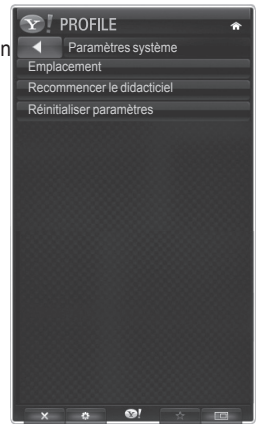 Y! PROFILE
n
Paramètres système
Emplacement
Recommencer le didacticiel
Réinitialiser paramètres
Y!